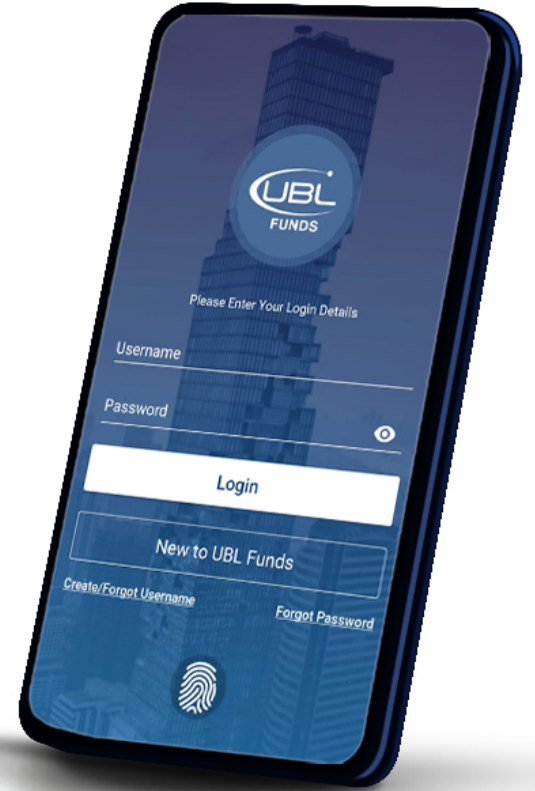 UBL
FUNDS
Please Enter Your Login Details
Username
Password
Login
New to UBL Funds
Create/Forgot Username
Forgot Password